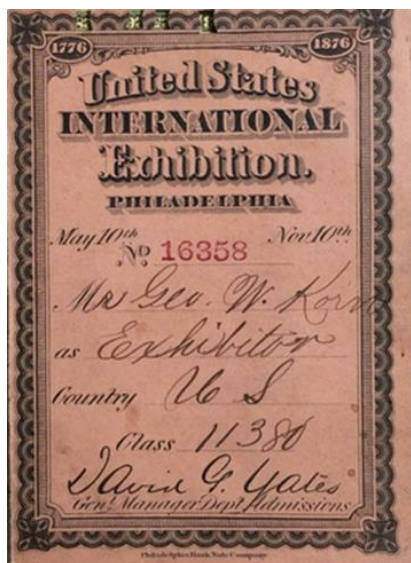 1776 1876
United States
INTERNATIONAL
Exhibition.
PHILADELPHIA
May 10th Nov 10th
No 16358
Mr Geo. W.
as Exhibitor
Country U S
Class 11380
David G. Yates
Genl. Manager Dept Admissions.
Philadelphia Bank Note Company